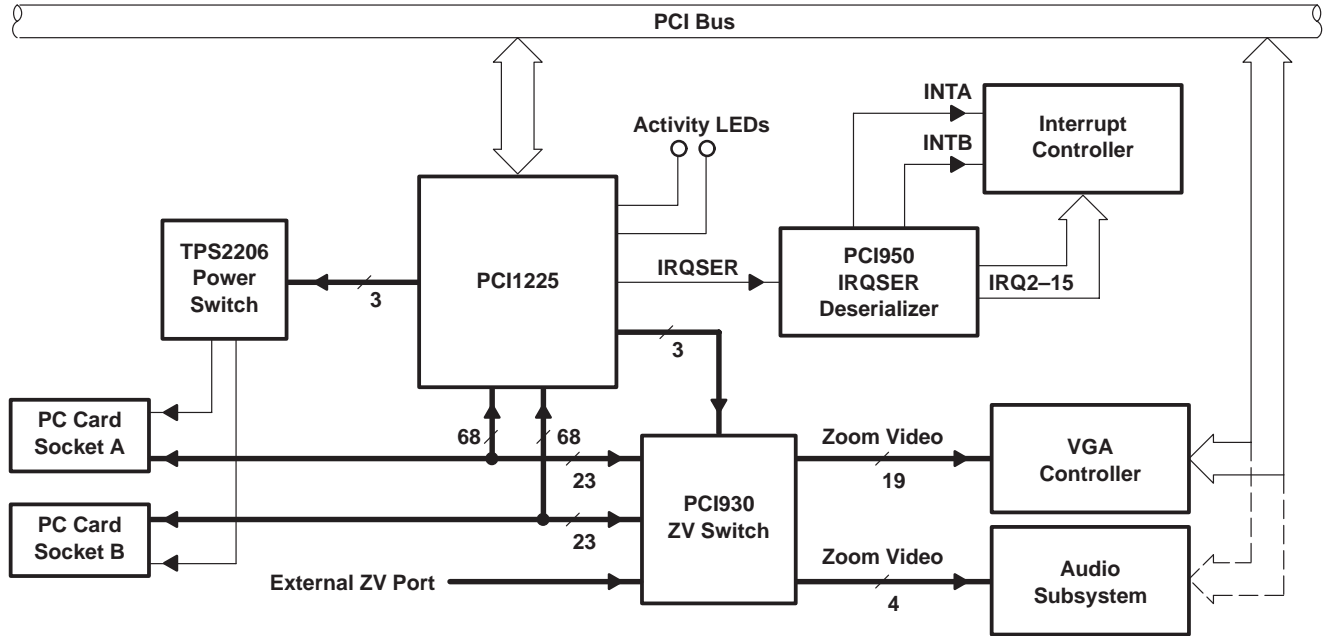 PCI Bus
Activity LEDs
INTA
INTB
Interrupt
Controller
TPS2206
Power
Switch
3
PCI1225
IRQSER
PCI950
IRQSER
Deserializer
IRQ2–15
3
PC Card
Socket A
68
68
23
PC Card
Socket B
23
External ZV Port
PCI930
ZV Switch
Zoom Video
19
VGA
Controller
Zoom Video
4
Audio
Subsystem